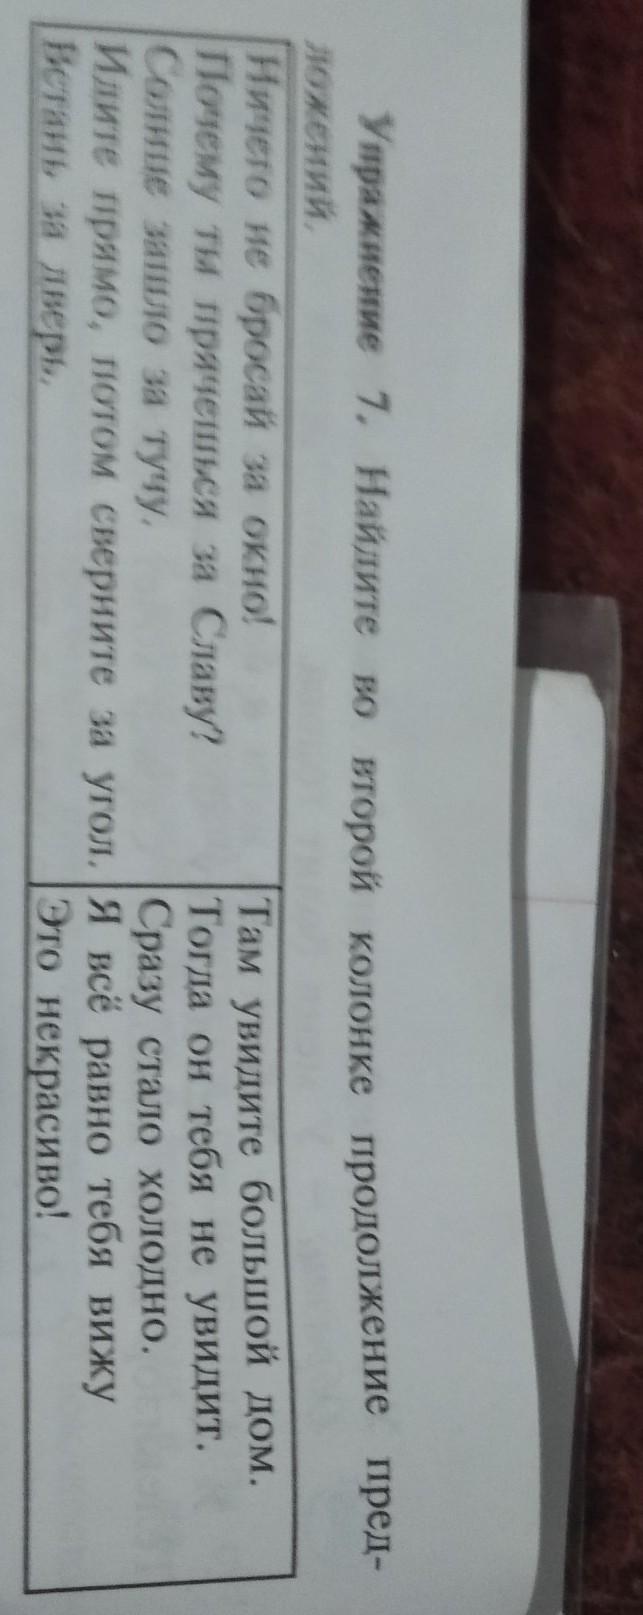 Упражнение 7. Найдите во второй колонке продолжение пред-
ложений.
Ничего не бросай за окно!
Почему ты прячешься за Славу?
Солнце зашло за тучу.
Идите прямо, потом сверните за угол.
Встань за дверь.
Там увидите большой дом.
Тогда он тебя не увидит.
Сразу стало холодно.
Я всё равно тебя вижу
Это некрасиво!